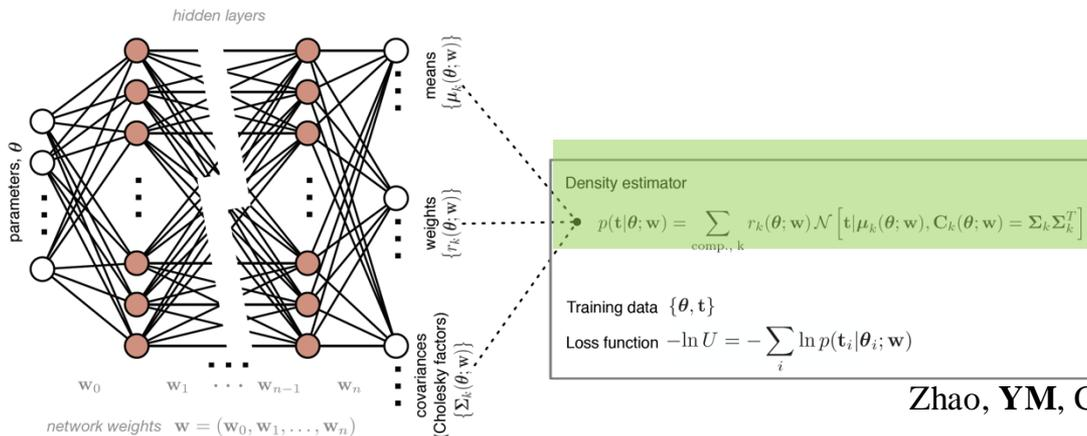 hidden layers
parameters, θ
means
{μ_k(θ; w)}
weights
{r_k(θ; w)}
covariances
(Cholesky factors)
{Σ_k(θ; w)}
w_0 w_1 · · · w_{n−1} w_n
network weights w = (w_0, w_1, . . . , w_n)
Density estimator
p(t|θ; w) = ∑_{comp., k} r_k(θ; w) N [t|μ_k(θ; w), C_k(θ; w) = Σ_kΣ_k^T]
Training data {θ, t}
Loss function −ln U = − ∑_i ln p(t_i|θ_i; w)
Zhao, YM, C